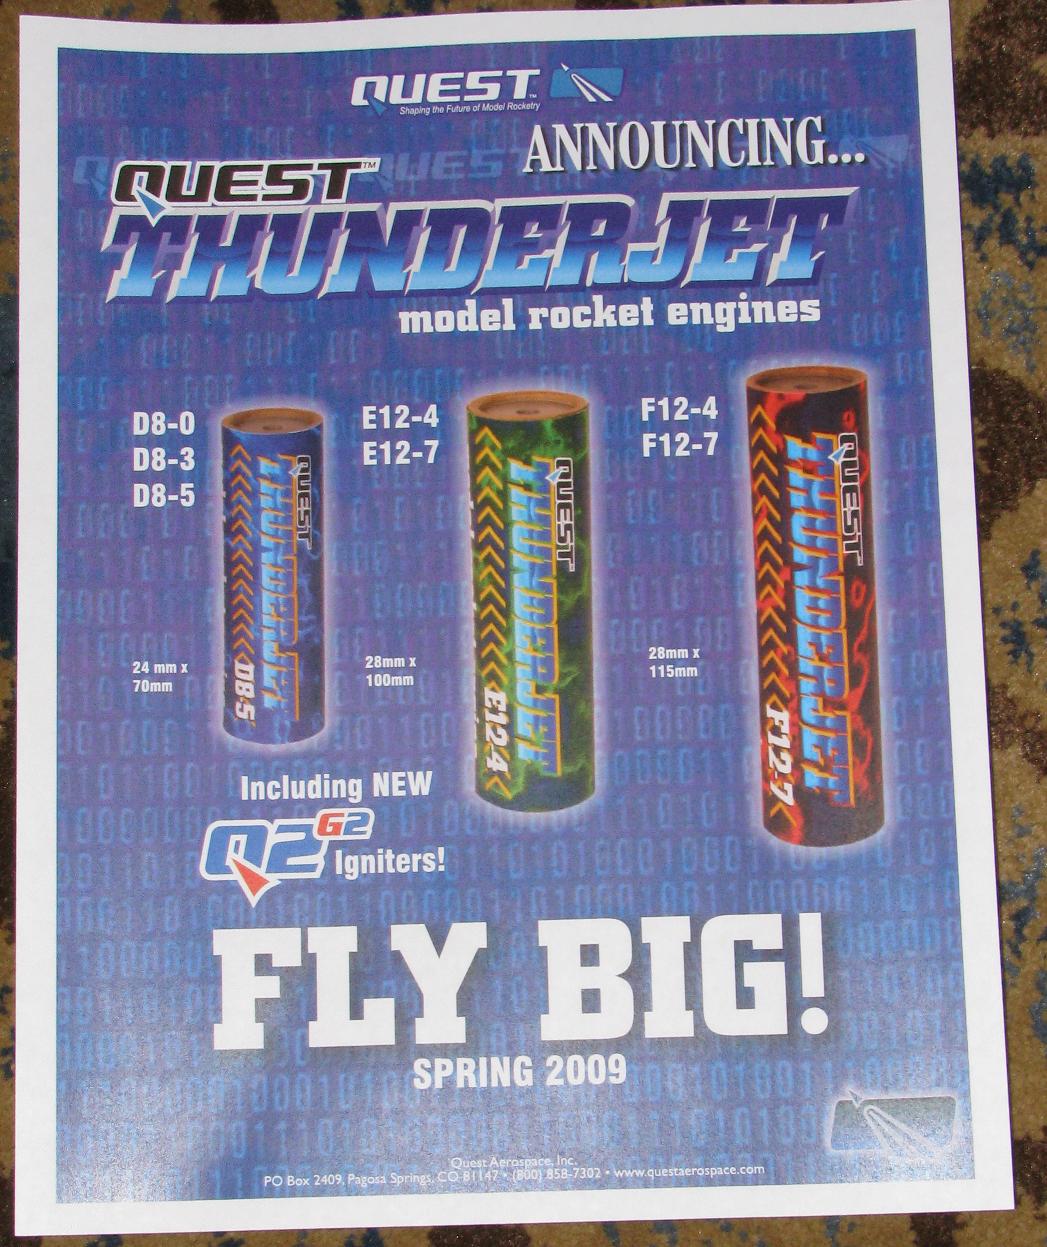 QUEST™
Shaping the Future of Model Rocketry
ANNOUNCING...
QUEST™
QUEST
THUNDERJET
model rocket engines
D8-0
D8-3
D8-5
E12-4
E12-7
F12-4
F12-7
QUEST
THUNDERJET
D8-5
QUEST
THUNDERJET
E12-4
QUEST
THUNDERJET
F12-7
24 mm x
70mm
28mm x
100mm
28mm x
115mm
Including NEW
Q2G2
Igniters!
FLY BIG!
SPRING 2009
Quest Aerospace, Inc.
PO Box 2409, Pagosa Springs, CO 81147 • (800) 858-7302 • www.questaerospace.com